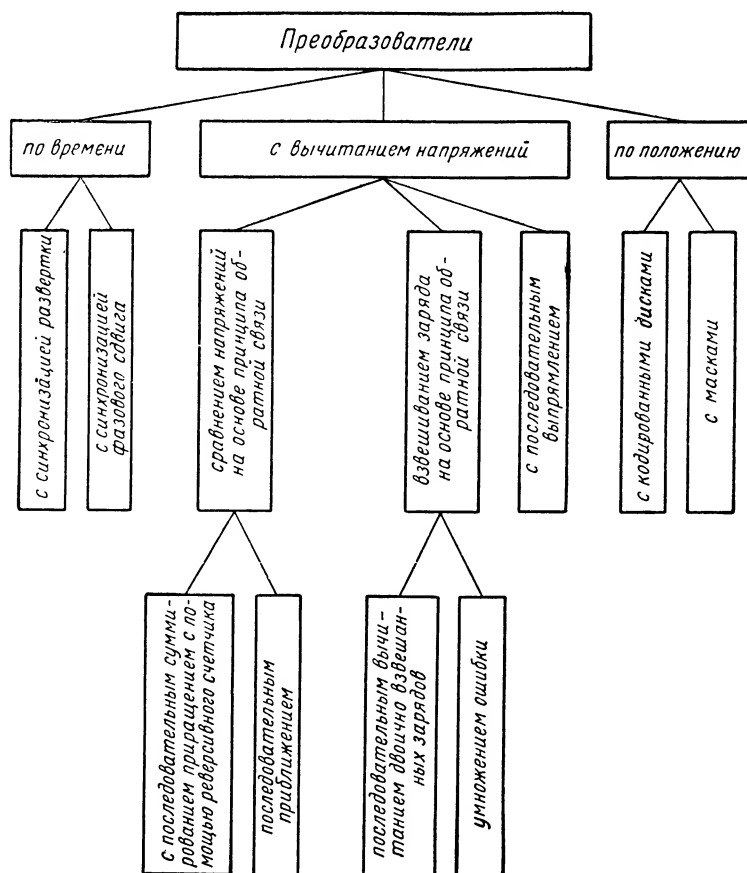 Преобразователи
по времени
с вычитанием напряжений
по положению
с синхронизацией развертки
с синхронизацией
фазового сдвига
сравнением напряжений
на основе принципа об-
ратной связи
взвешиванием заряда
на основе принципа об-
ратной связи
с последовательным
выпрямлением
с кодированными дисками
с масками
с последовательным сумми-
рованием приращением с по-
мощью реверсивного счетчика
последовательным
приближением
последовательным вычи-
танием двоично взвешан-
ных зарядов
умножением ошибки